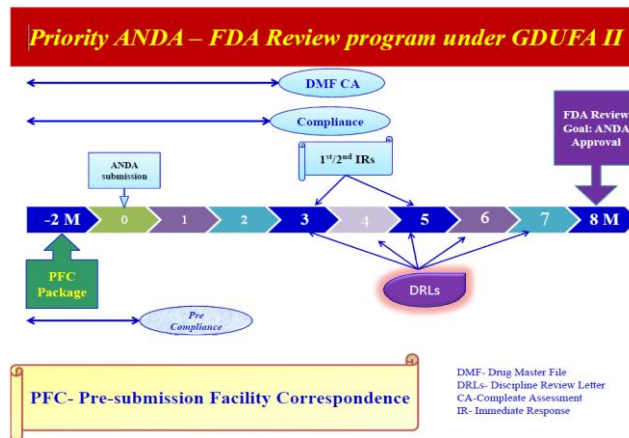 Priority ANDA – FDA Review program under GDUFA II
DMF CA
Compliance
1st/2nd IRs
FDA Review
Goal: ANDA
Approval
ANDA
submission
-2 M
0
1
2
3
4
5
6
7
8 M
PFC
Package
DRLs
Pre
Compliance
PFC- Pre-submission Facility Correspondence
DMF- Drug Master File
DRLs- Discipline Review Letter
CA-Compleate Assessment
IR- Immediate Response